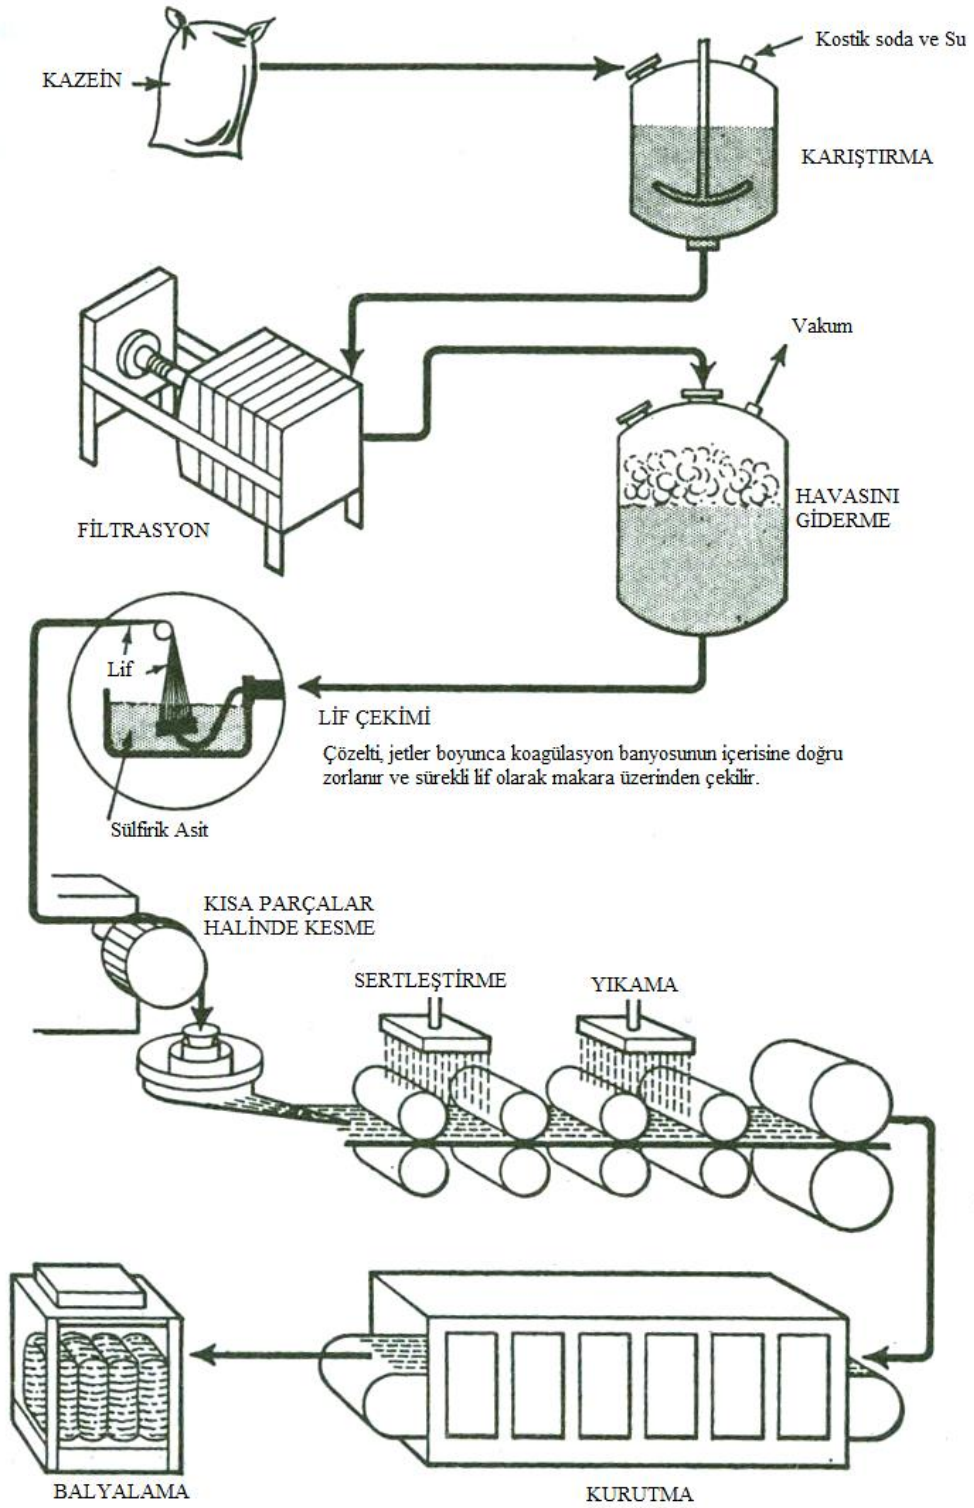 Kostik soda ve Su
KAZEİN
KARIŞTIRMA
Vakum
HAVASINI
GİDERME
FİLTRASYON
Lif
LİF ÇEKİMİ
Çözelti, jetler boyunca koagülasyon banyosunun içerisine doğru
zorlanır ve sürekli lif olarak makara üzerinden çekilir.
Sülfirik Asit
KISA PARÇALAR
HALİNDE KESME
SERTLEŞTİRME
YIKAMA
BALYALAMA
KURUTMA